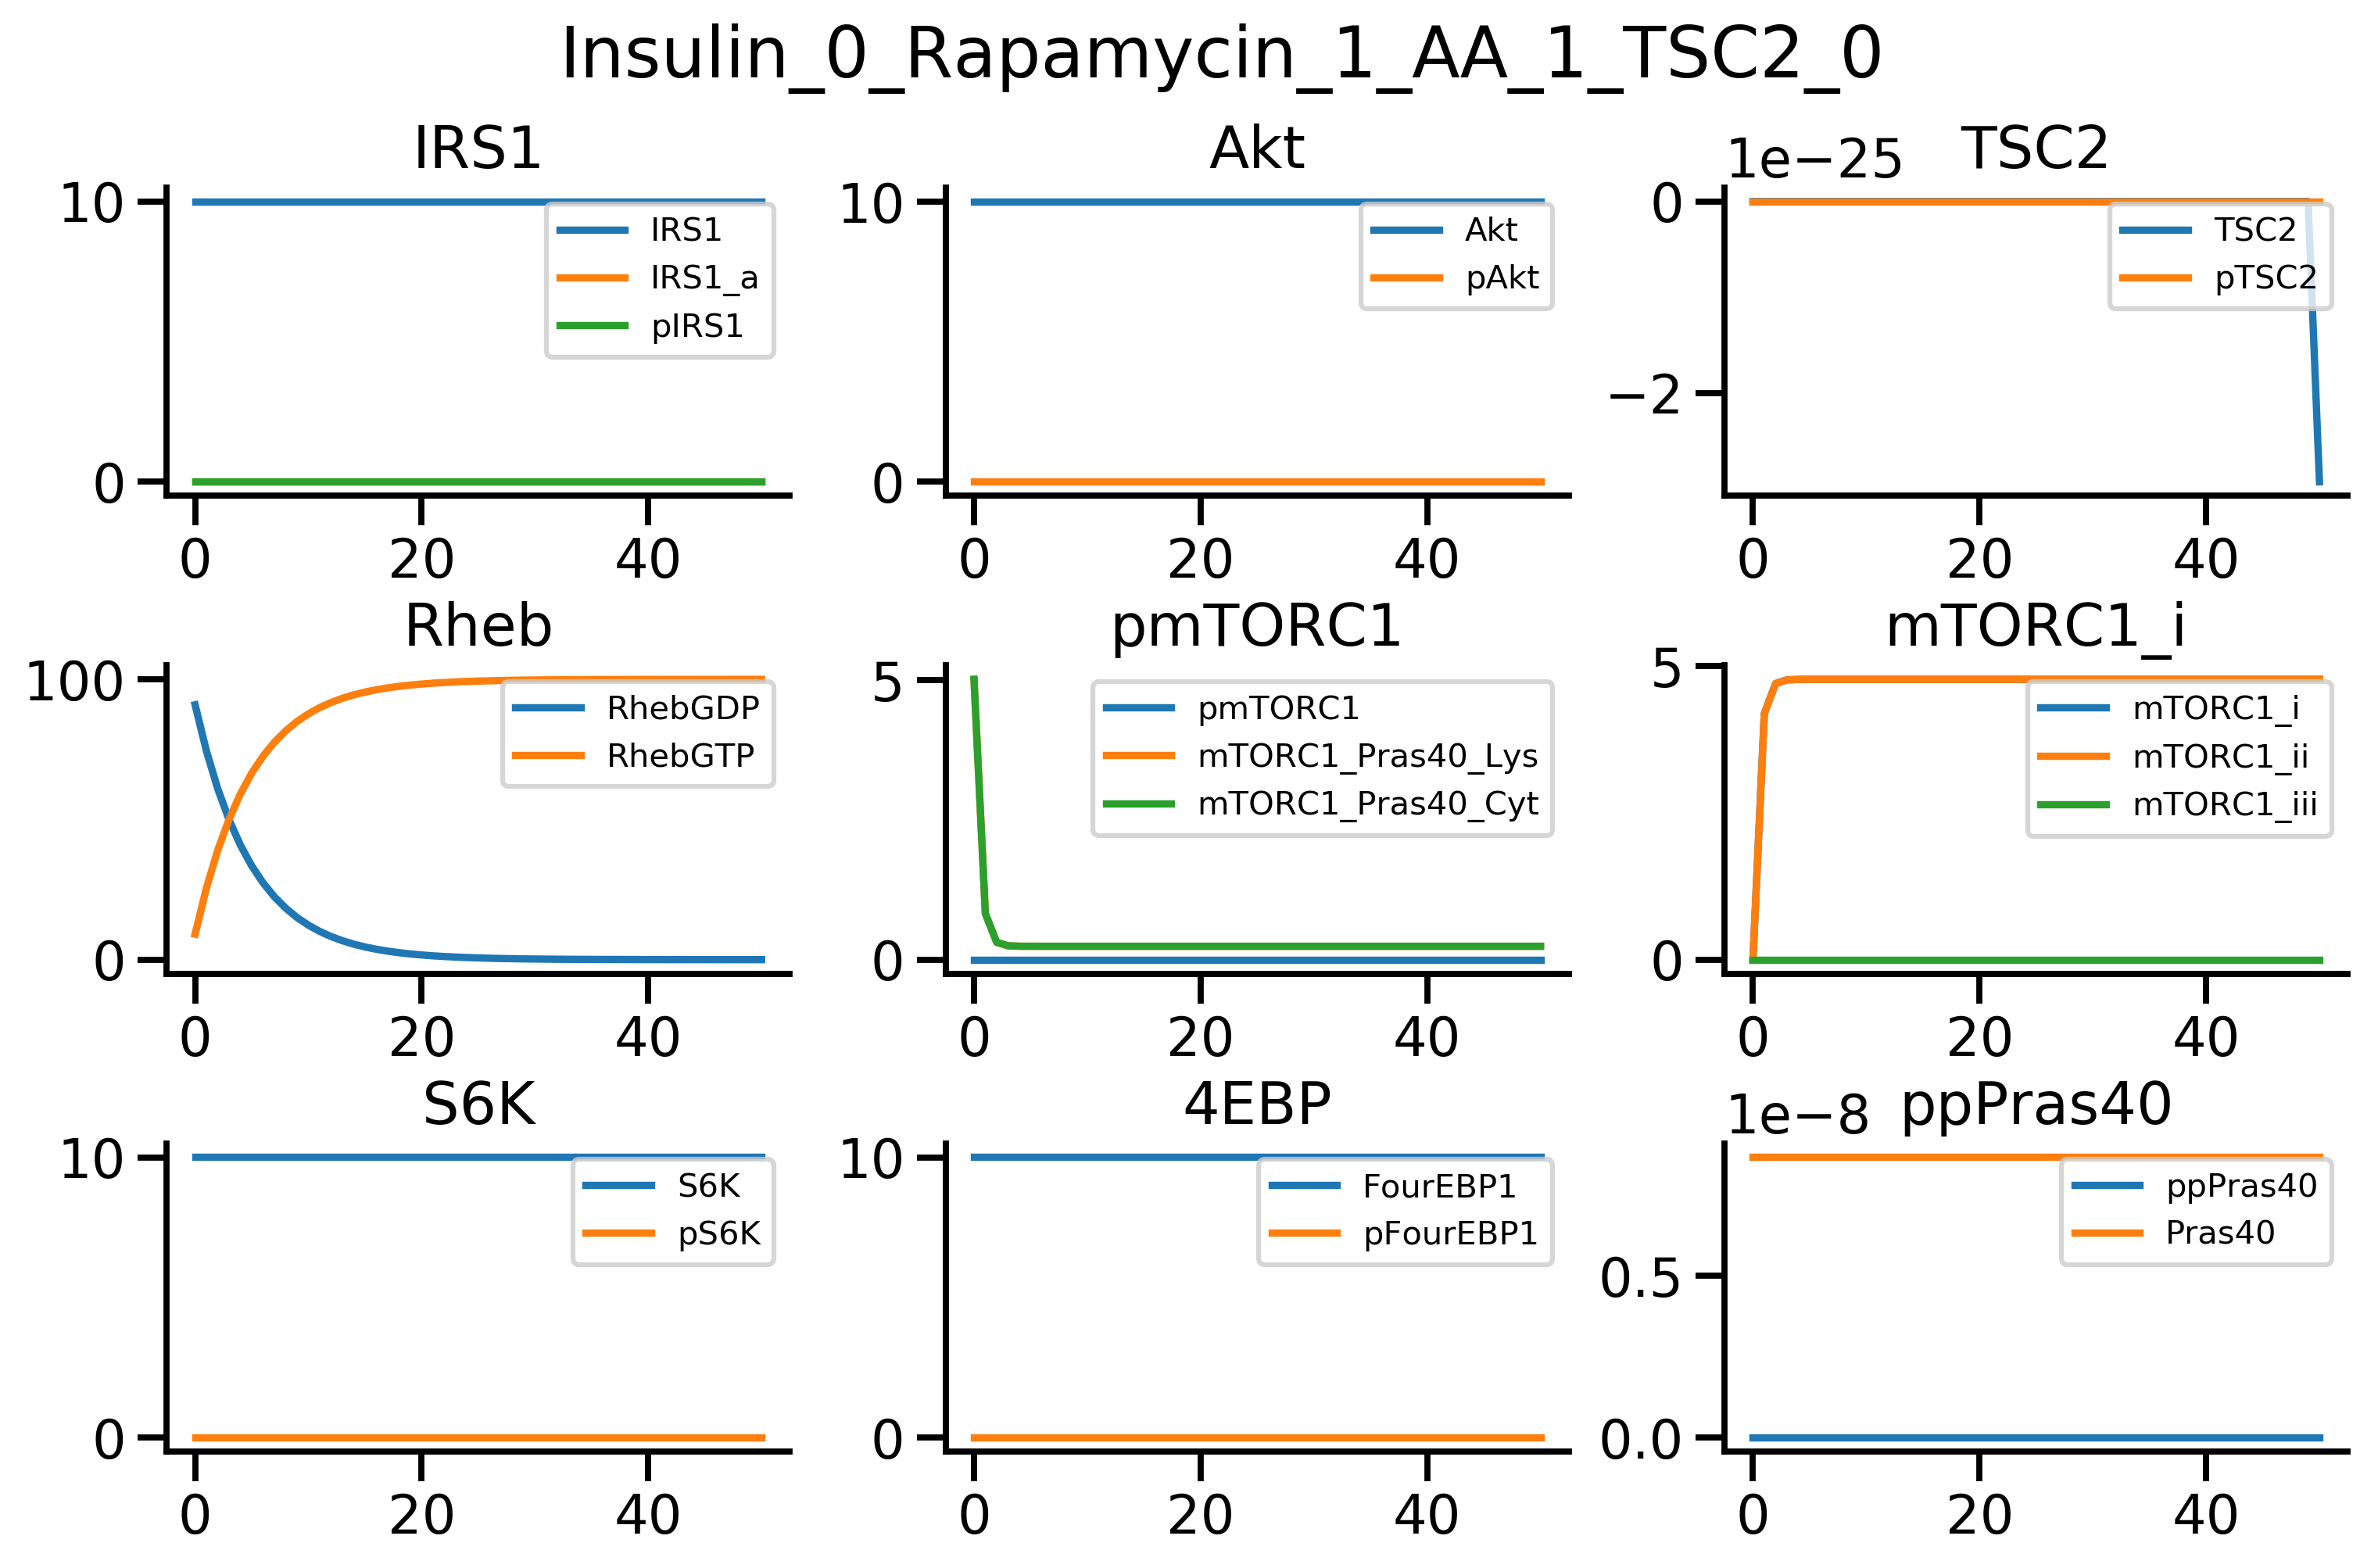 Insulin_0_Rapamycin_1_AA_1_TSC2_0
IRS1
10
0
0 20 40
IRS1
IRS1_a
pIRS1
Akt
10
0
0 20 40
Akt
pAkt
1e−25
TSC2
0
−2
0 20 40
TSC2
pTSC2
Rheb
100
0
0 20 40
RhebGDP
RhebGTP
pmTORC1
5
0
0 20 40
pmTORC1
mTORC1_Pras40_Lys
mTORC1_Pras40_Cyt
mTORC1_i
5
0
0 20 40
mTORC1_i
mTORC1_ii
mTORC1_iii
S6K
10
0
0 20 40
S6K
pS6K
4EBP
10
0
0 20 40
FourEBP1
pFourEBP1
1e−8
ppPras40
0.5
0.0
0 20 40
ppPras40
Pras40